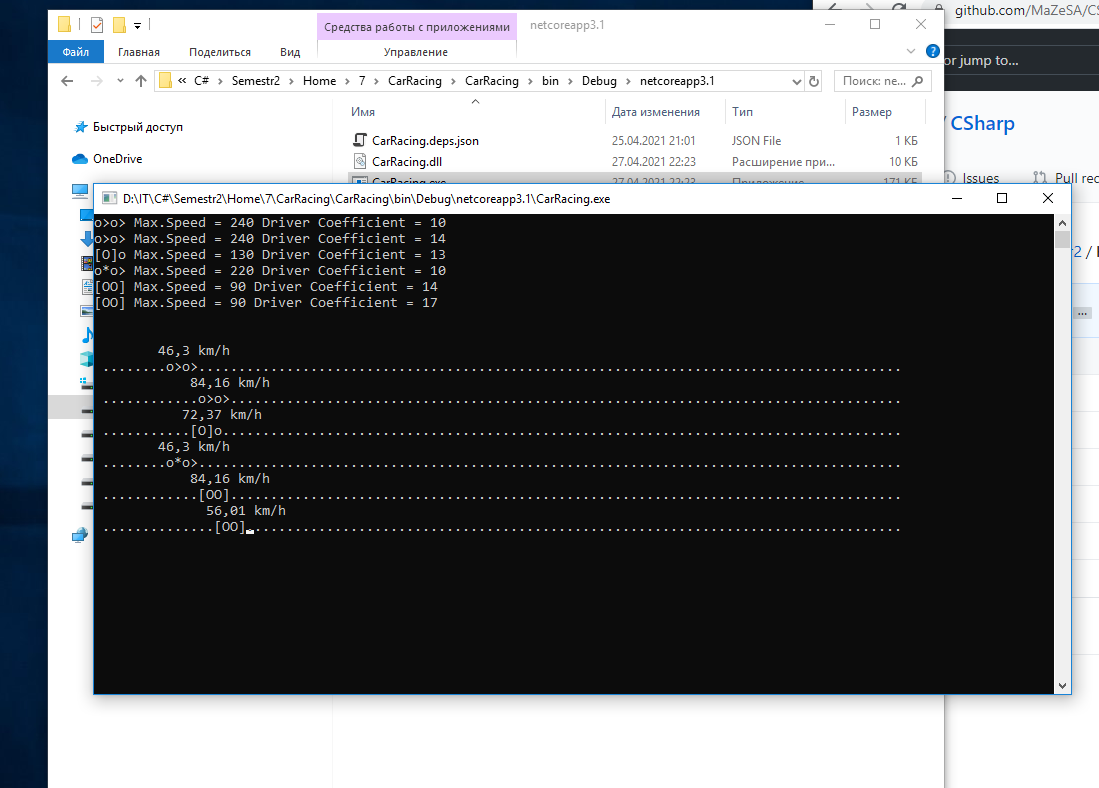 Средства работы с приложениями netcoreapp3.1
Файл Главная Поделиться Вид Управление
« C# › Semestr2 › Home › 7 › CarRacing › CarRacing › bin › Debug › netcoreapp3.1
Поиск: ne...
Имя Дата изменения Тип Размер
Быстрый доступ
OneDrive
CarRacing.deps.json 25.04.2021 21:01 JSON File 1 КБ
CarRacing.dll 27.04.2021 22:23 Расширение при... 10 КБ
CarRacing.exe 27.04.2021 22:23 Приложение 171 КБ
github.com/MaZeSA/CS
or jump to...
/ CSharp
Issues Pull rec
r2 /
...
D:\IT\C#\Semestr2\Home\7\CarRacing\CarRacing\bin\Debug\netcoreapp3.1\CarRacing.exe
o>o> Max.Speed = 240 Driver Coefficient = 10
o>o> Max.Speed = 240 Driver Coefficient = 14
[O]o Max.Speed = 130 Driver Coefficient = 13
o*o> Max.Speed = 220 Driver Coefficient = 10
[OO] Max.Speed = 90 Driver Coefficient = 14
[OO] Max.Speed = 90 Driver Coefficient = 17
46,3 km/h
........o>o>........................................................................................
84,16 km/h
............o>o>....................................................................................
72,37 km/h
...........[O]o.....................................................................................
46,3 km/h
........o*o>........................................................................................
84,16 km/h
............[OO]....................................................................................
56,01 km/h
..............[OO]..................................................................................